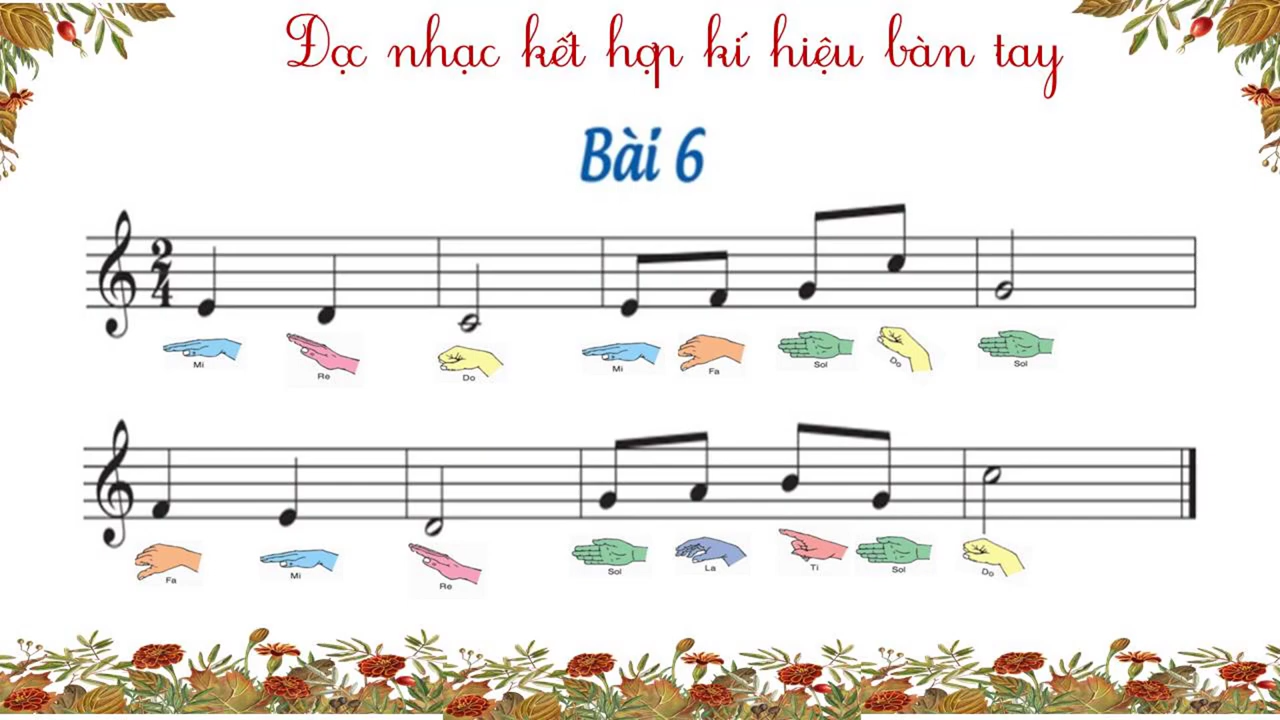 Đọc nhạc kết hợp kí hiệu bàn tay
Bài 6
2
4
Mi Re Do Mi Fa Sol Do Sol
Fa Mi Re Sol La Ti Sol Do